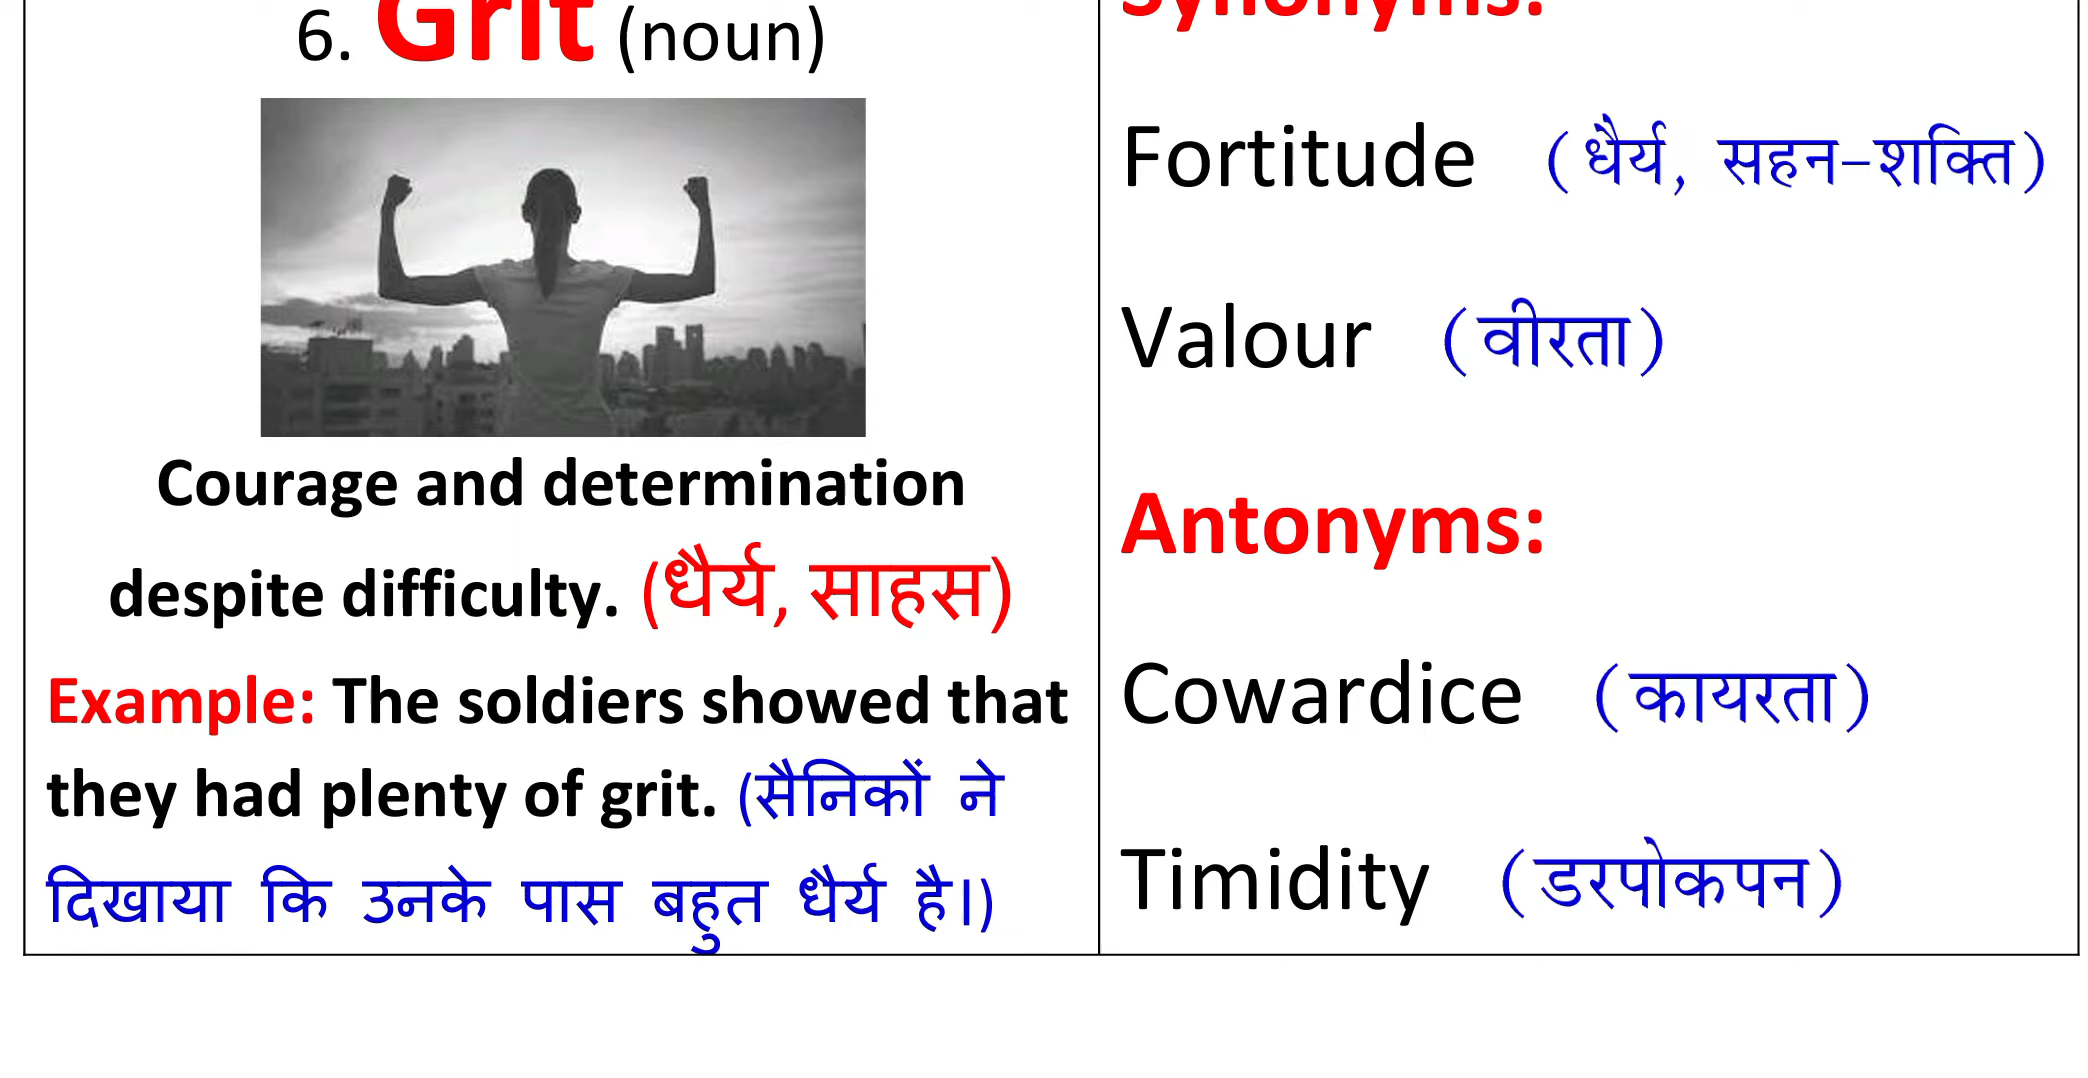 6. Grit (noun)
Courage and determination
despite difficulty. (धैर्य, साहस)
Example: The soldiers showed that
they had plenty of grit. (सैनिकों ने
दिखाया कि उनके पास बहुत धैर्य है।)
Synonyms:
Fortitude (धैर्य, सहन-शक्ति)
Valour (वीरता)
Antonyms:
Cowardice (कायरता)
Timidity (डरपोकपन)